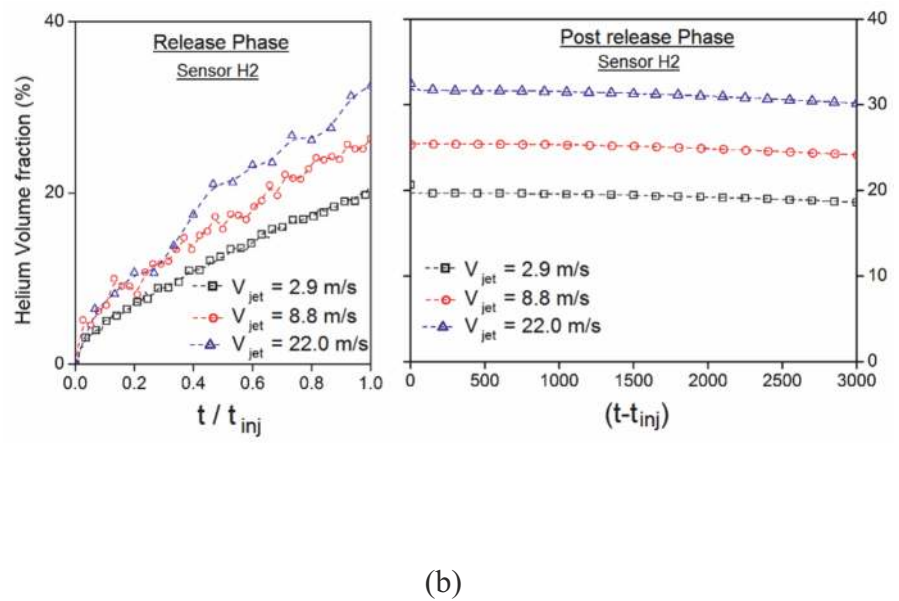 Release Phase
Sensor H2
Helium Volume fraction (%)
40
20
0
V jet = 2.9 m/s
V jet = 8.8 m/s
V jet = 22.0 m/s
0.0 0.2 0.4 0.6 0.8 1.0
t / t inj
Post release Phase
Sensor H2
40
30
20
10
0
V jet = 2.9 m/s
V jet = 8.8 m/s
V jet = 22.0 m/s
0 500 1000 1500 2000 2500 3000
(t-tinj)
(b)